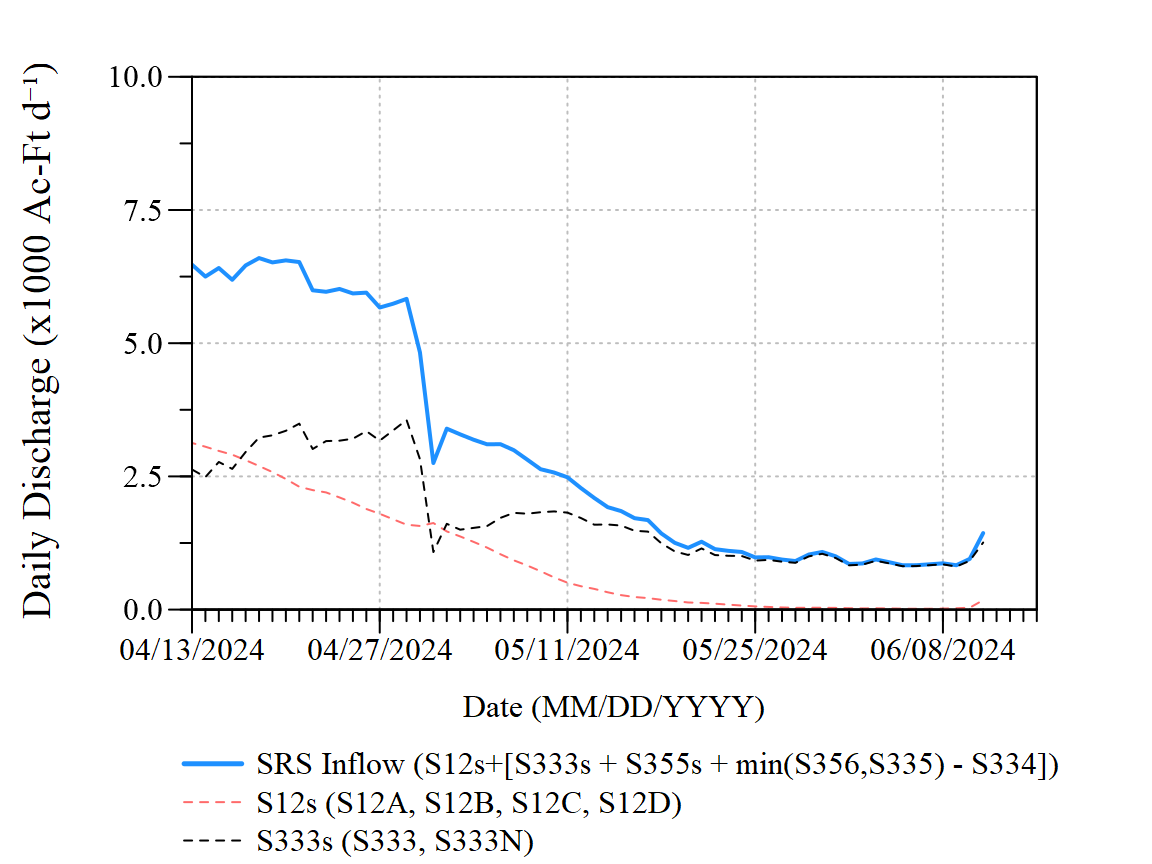 Daily Discharge (x1000 Ac-Ft d⁻¹)
10.0
7.5
5.0
2.5
0.0
04/13/2024 04/27/2024 05/11/2024 05/25/2024 06/08/2024
Date (MM/DD/YYYY)
SRS Inflow (S12s+[S333s + S355s + min(S356,S335) - S334])
S12s (S12A, S12B, S12C, S12D)
S333s (S333, S333N)